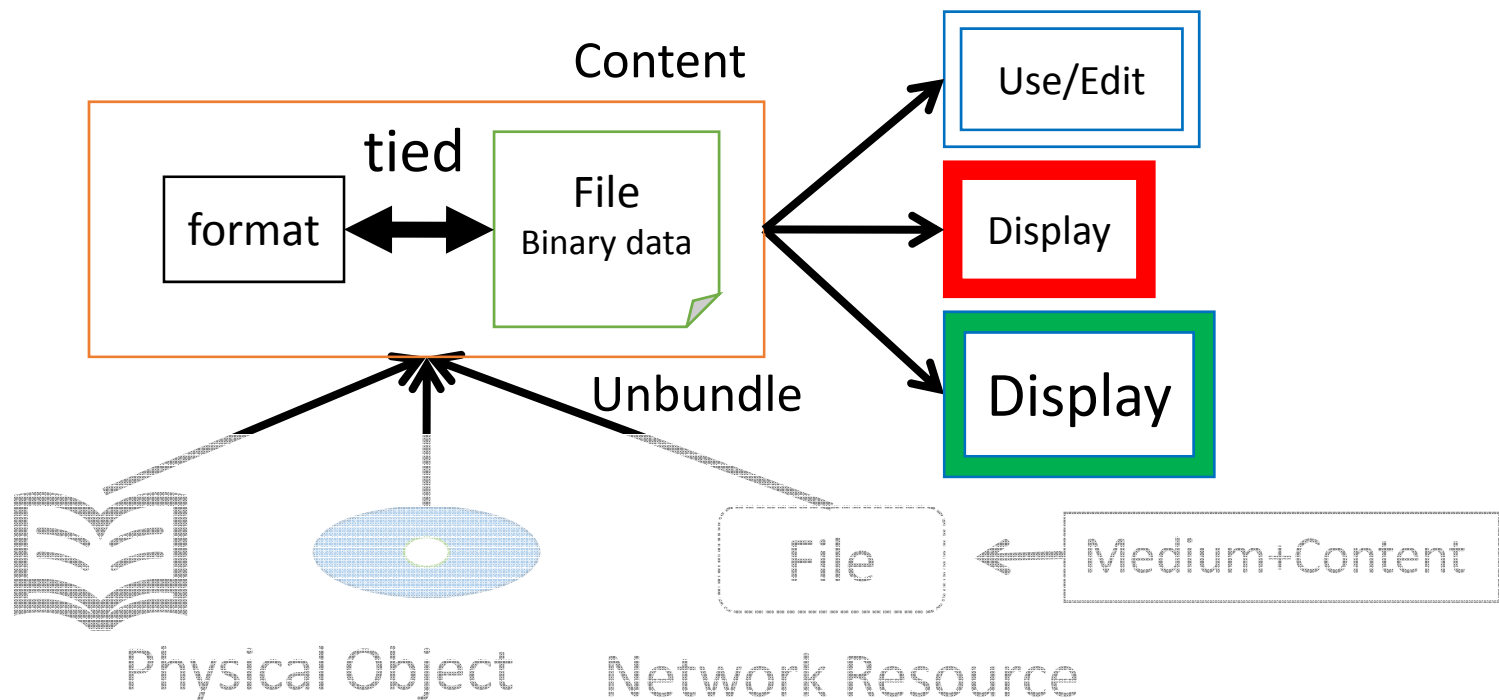 Content
Use/Edit
tied
format
File
Binary data
Display
Unbundle
Display
File
Medium+Content
Physical Object
Network Resource